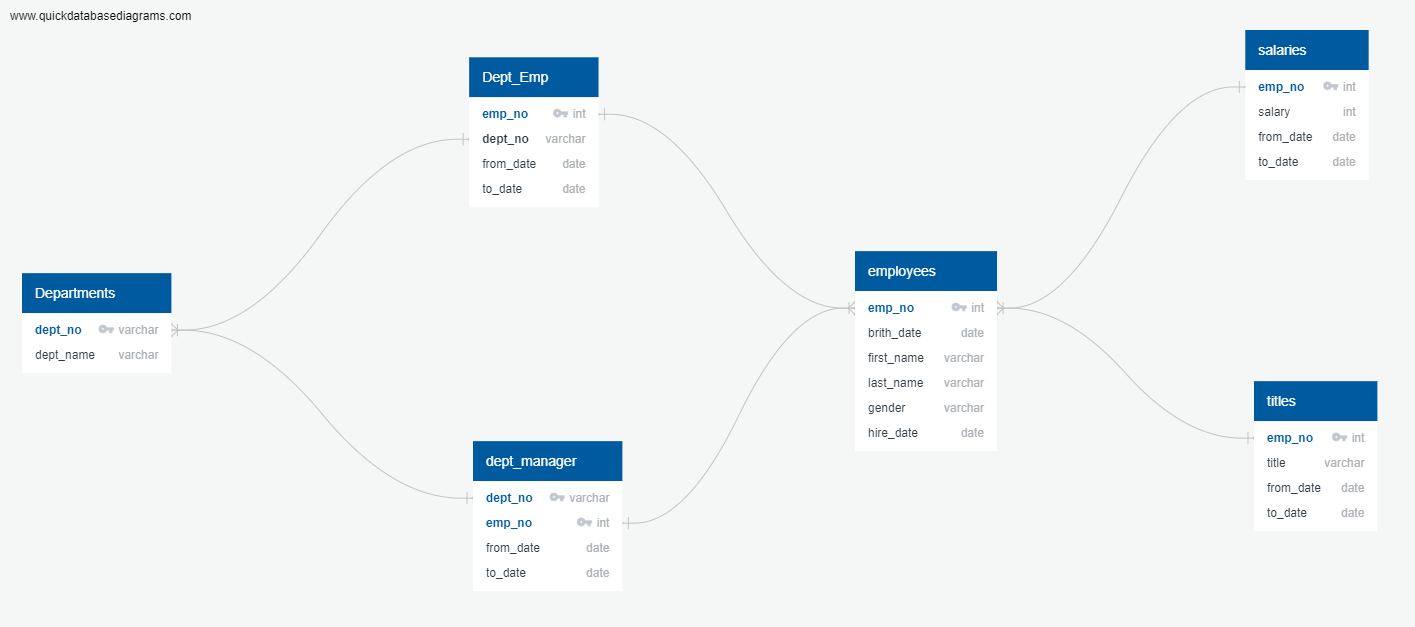 www.quickdatabasediagrams.com
Departments
dept_no varchar
dept_name varchar
Dept_Emp
emp_no int
dept_no varchar
from_date date
to_date date
dept_manager
dept_no varchar
emp_no int
from_date date
to_date date
employees
emp_no int
brith_date date
first_name varchar
last_name varchar
gender varchar
hire_date date
salaries
emp_no int
salary int
from_date date
to_date date
titles
emp_no int
title varchar
from_date date
to_date date